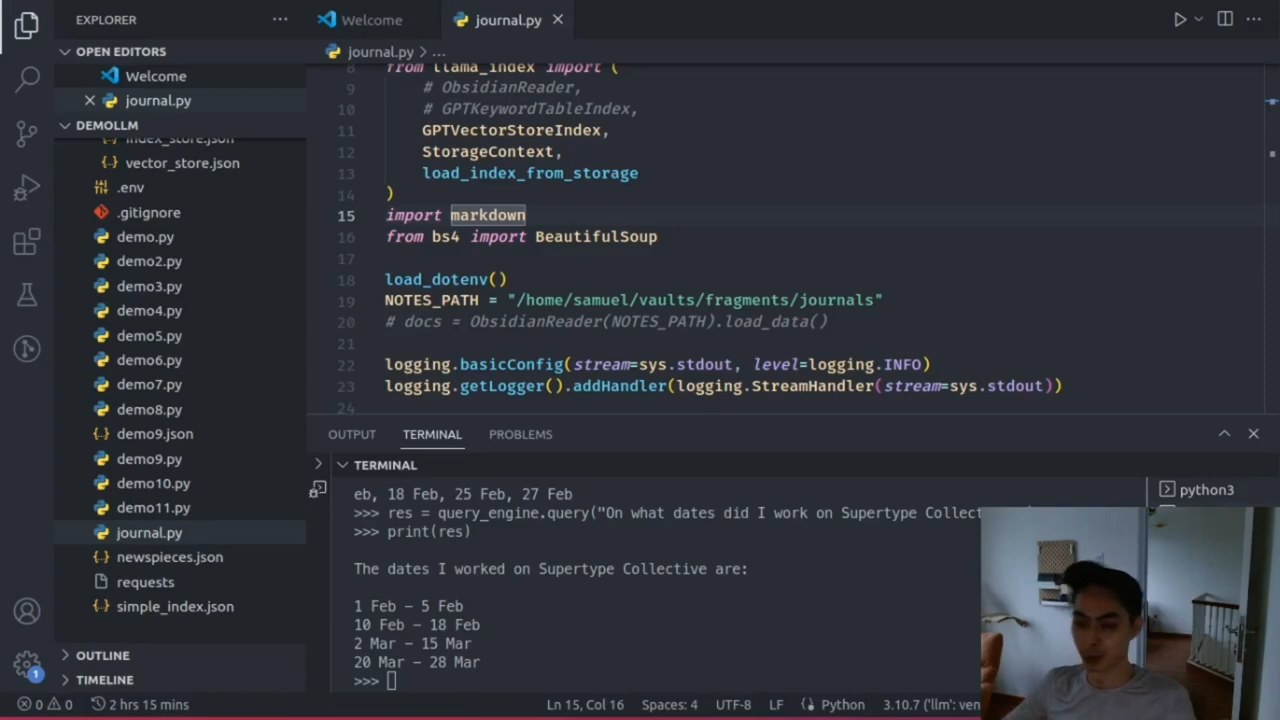 EXPLORER
Welcome
journal.py
OPEN EDITORS
Welcome
journal.py
DEMOLLM
index_store.json
vector_store.json
.env
.gitignore
demo.py
demo2.py
demo3.py
demo4.py
demo5.py
demo6.py
demo7.py
demo8.py
demo9.json
demo9.py
demo10.py
demo11.py
journal.py
newspieces.json
requests
simple_index.json
OUTLINE
TIMELINE
journal.py > ...
8 from llama_index import (
9 # ObsidianReader,
10 # GPTKeywordTableIndex,
11 GPTVectorStoreIndex,
12 StorageContext,
13 load_index_from_storage
14 )
15 import markdown
16 from bs4 import BeautifulSoup
17
18 load_dotenv()
19 NOTES_PATH = "/home/samuel/vaults/fragments/journals"
20 # docs = ObsidianReader(NOTES_PATH).load_data()
21
22 logging.basicConfig(stream=sys.stdout, level=logging.INFO)
23 logging.getLogger().addHandler(logging.StreamHandler(stream=sys.stdout))
24
OUTPUT TERMINAL PROBLEMS
TERMINAL
eb, 18 Feb, 25 Feb, 27 Feb
>>> res = query_engine.query("On what dates did I work on Supertype Collect
>>> print(res)
The dates I worked on Supertype Collective are:
1 Feb - 5 Feb
10 Feb - 18 Feb
2 Mar - 15 Mar
20 Mar - 28 Mar
>>>
python3
1
0 0 2 hrs 15 mins
Ln 15, Col 16 Spaces: 4 UTF-8 LF Python 3.10.7 ('llm': ven